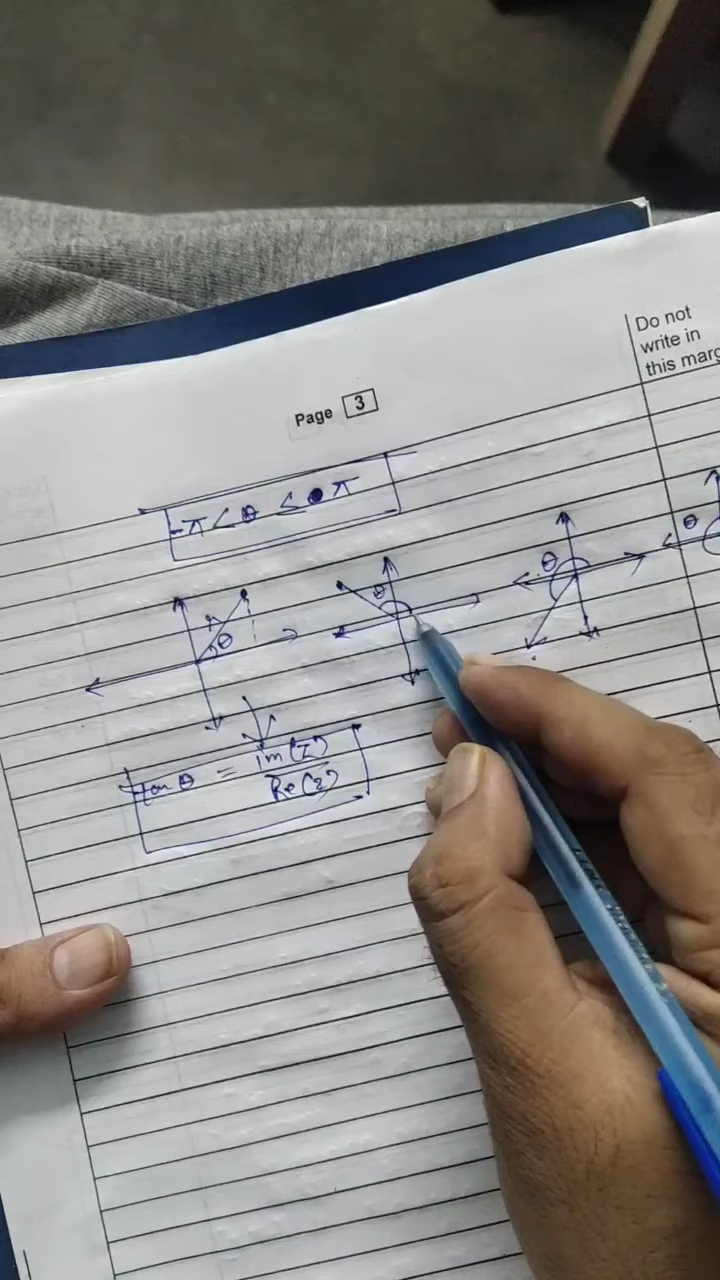 Do not
write in
this marg
Page 3
-π < θ ≤ π
θ θ θ θ
r
tan θ = im(z)
Re(z)